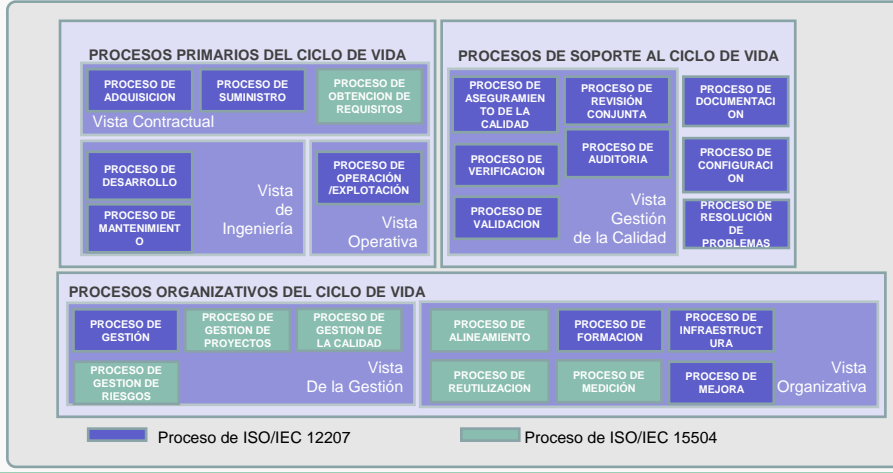 PROCESOS PRIMARIOS DEL CICLO DE VIDA
PROCESO DE
ADQUISICION
PROCESO DE
SUMINISTRO
PROCESO DE
OBTENCION DE
REQUISITOS
Vista Contractual
PROCESO DE
DESARROLLO
PROCESO DE
MANTENIMIENT
O
Vista
de
Ingeniería
PROCESO DE
OPERACIÓN
/EXPLOTACIÓN
Vista
Operativa
PROCESOS DE SOPORTE AL CICLO DE VIDA
PROCESO DE
ASEGURAMIEN
TO DE LA
CALIDAD
PROCESO DE
REVISIÓN
CONJUNTA
PROCESO DE
VERIFICACION
PROCESO DE
AUDITORIA
PROCESO DE
VALIDACION
Vista
Gestión
de la Calidad
PROCESO DE
DOCUMENTACI
ON
PROCESO DE
CONFIGURACI
ON
PROCESO DE
RESOLUCIÓN
DE
PROBLEMAS
PROCESOS ORGANIZATIVOS DEL CICLO DE VIDA
PROCESO DE
GESTIÓN
PROCESO DE
GESTION DE
PROYECTOS
PROCESO DE
GESTION DE
LA CALIDAD
PROCESO DE
GESTION DE
RIESGOS
Vista
De la Gestión
PROCESO DE
ALINEAMIENTO
PROCESO DE
FORMACION
PROCESO DE
INFRAESTRUCT
URA
PROCESO DE
REUTILIZACION
PROCESO DE
MEDICIÓN
PROCESO DE
MEJORA
Vista
Organizativa
Proceso de ISO/IEC 12207
Proceso de ISO/IEC 15504